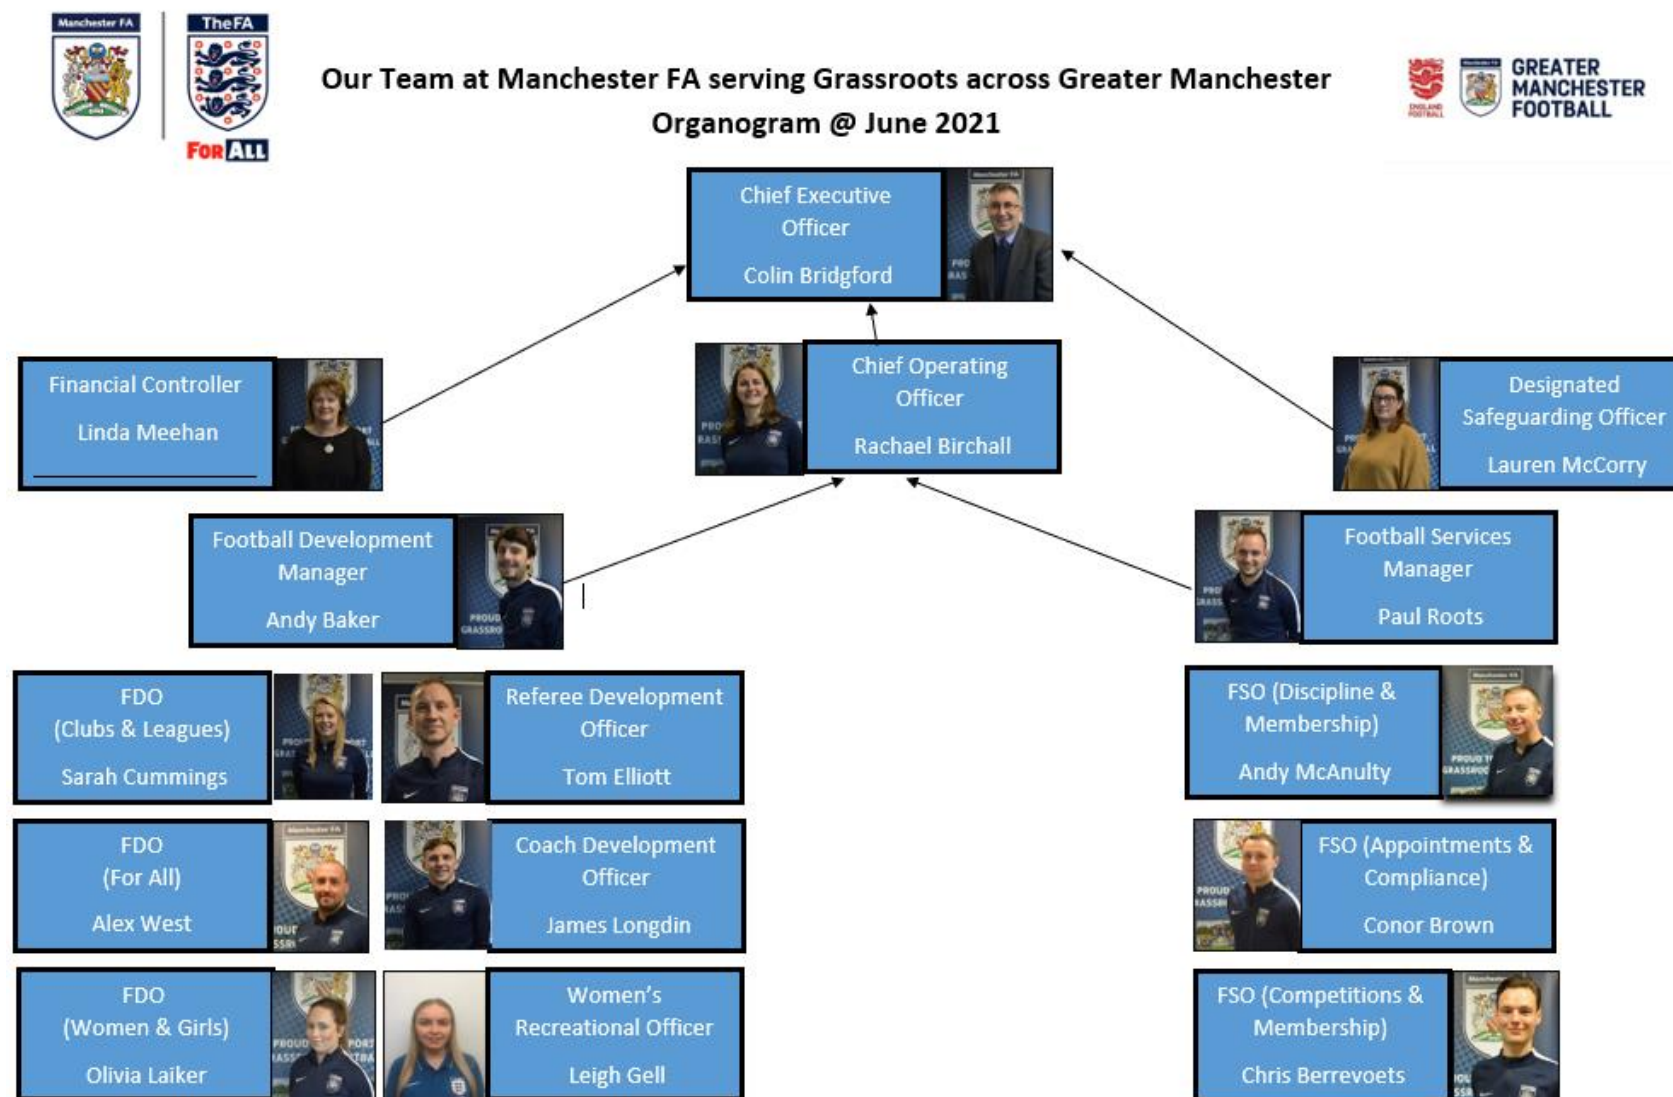 Manchester FA
TheFA
FOR ALL
Our Team at Manchester FA serving Grassroots across Greater Manchester
Organogram @ June 2021
ENGLAND
FOOTBALL
GREATER
MANCHESTER
FOOTBALL
Chief Executive
Officer
Colin Bridgford
Financial Controller
Linda Meehan
Chief Operating
Officer
Rachael Birchall
Designated
Safeguarding Officer
Lauren McCorry
Football Development
Manager
Andy Baker
Football Services
Manager
Paul Roots
FDO
(Clubs & Leagues)
Sarah Cummings
Referee Development
Officer
Tom Elliott
FSO (Discipline &
Membership)
Andy McAnulty
FDO
(For All)
Alex West
Coach Development
Officer
James Longdin
FSO (Appointments &
Compliance)
Conor Brown
FDO
(Women & Girls)
Olivia Laiker
Women's
Recreational Officer
Leigh Gell
FSO (Competitions &
Membership)
Chris Berrevoets